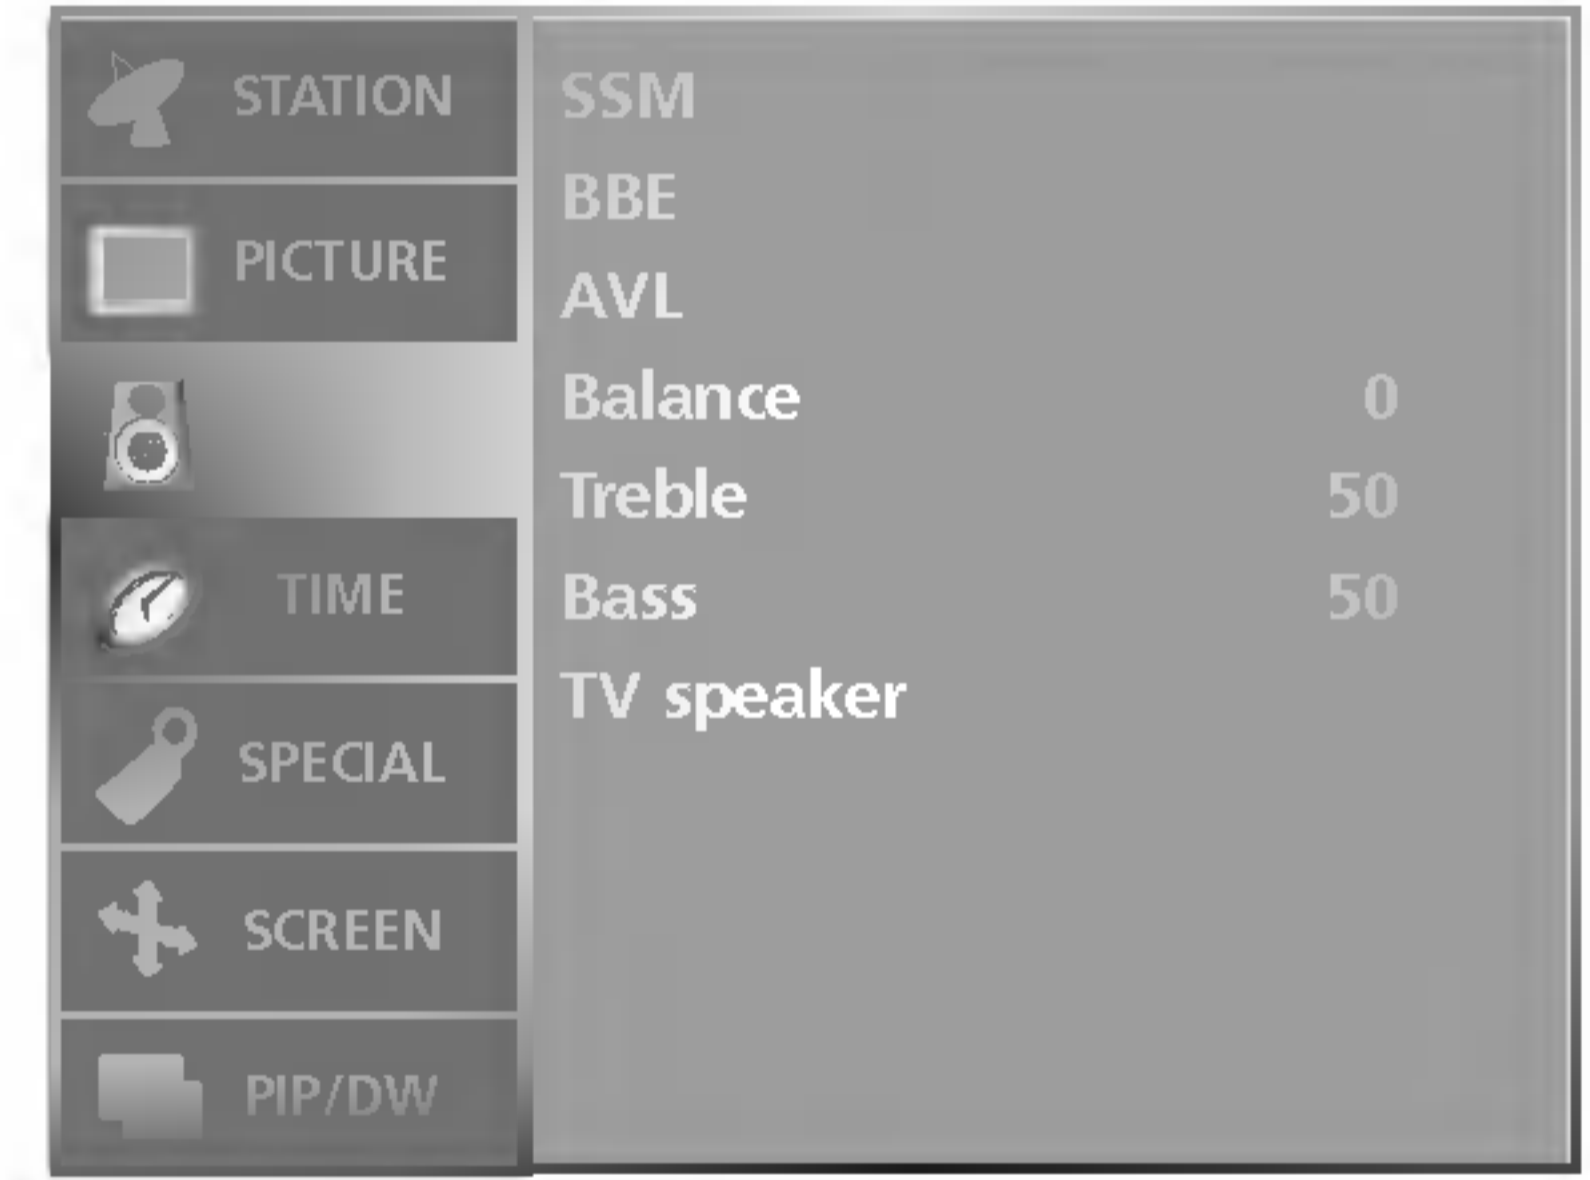 STATION
PICTURE
TIME
SPECIAL
SCREEN
PIP/DW
SSM
BBE
AVL
Balance 0
Treble 50
Bass 50
TV speaker